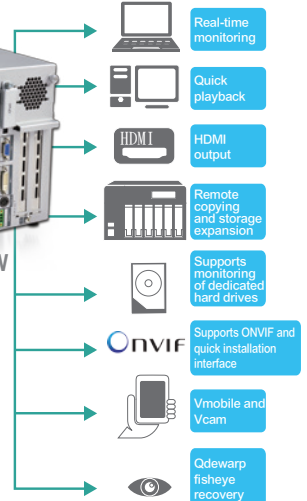 Real-time
monitoring
Quick
playback
HDMI
HDMI
output
Remote
copying
and storage
expansion
Supports
monitoring
of dedicated
hard drives
ONVIF
Supports ONVIF and
quick installation
interface
Vmobile and
Vcam
Qdewarp
fisheye
recovery